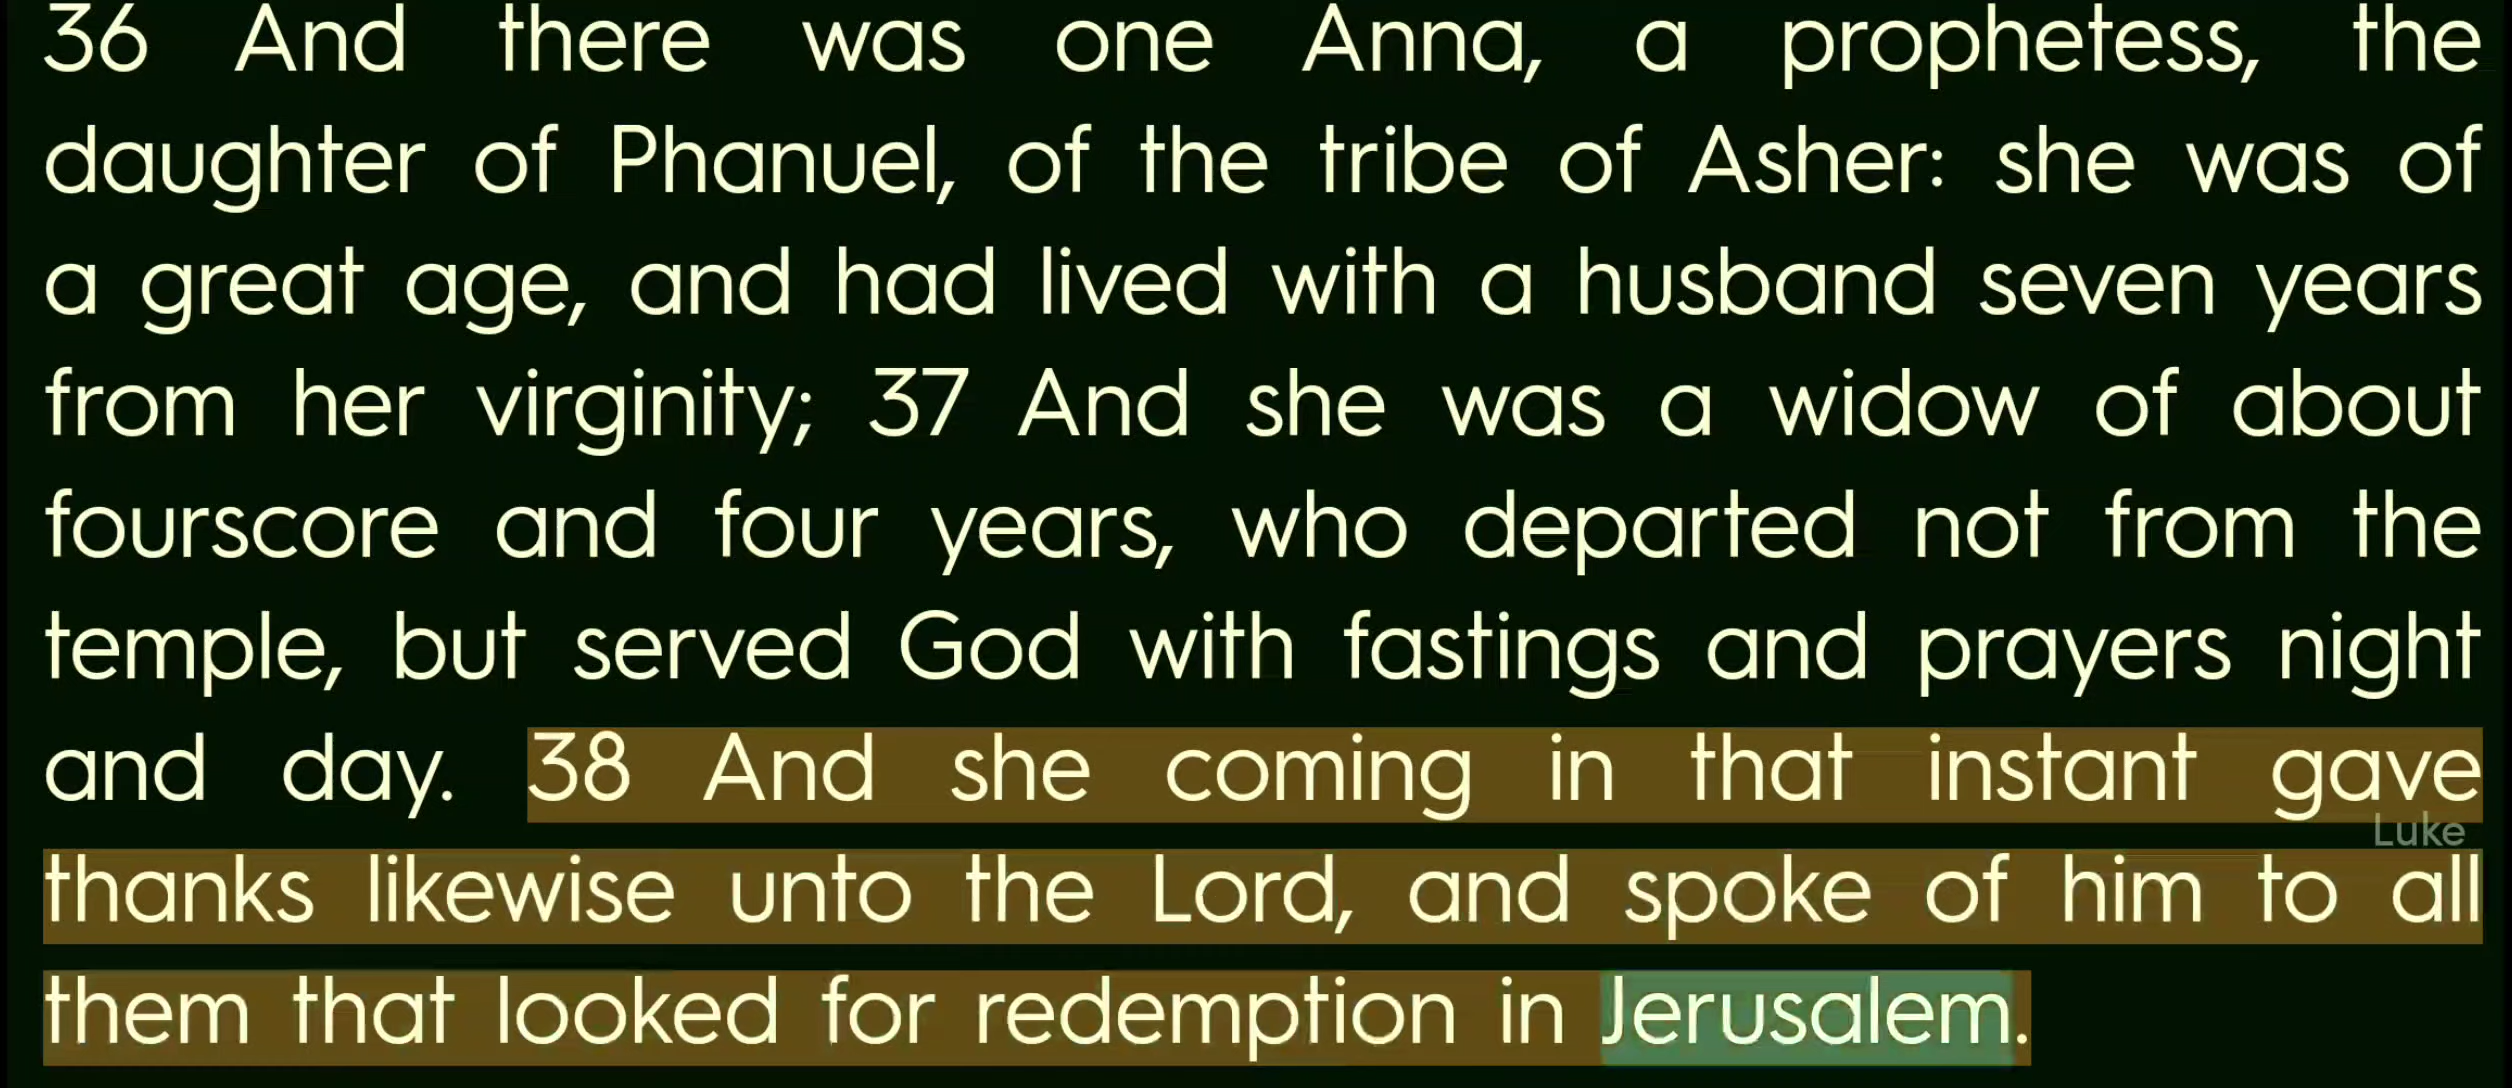 36 And there was one Anna, a prophetess, the
daughter of Phanuel, of the tribe of Asher: she was of
a great age, and had lived with a husband seven years
from her virginity; 37 And she was a widow of about
fourscore and four years, who departed not from the
temple, but served God with fastings and prayers night
and day. 38 And she coming in that instant gave
Luke
thanks likewise unto the Lord, and spoke of him to all
them that looked for redemption in Jerusalem.